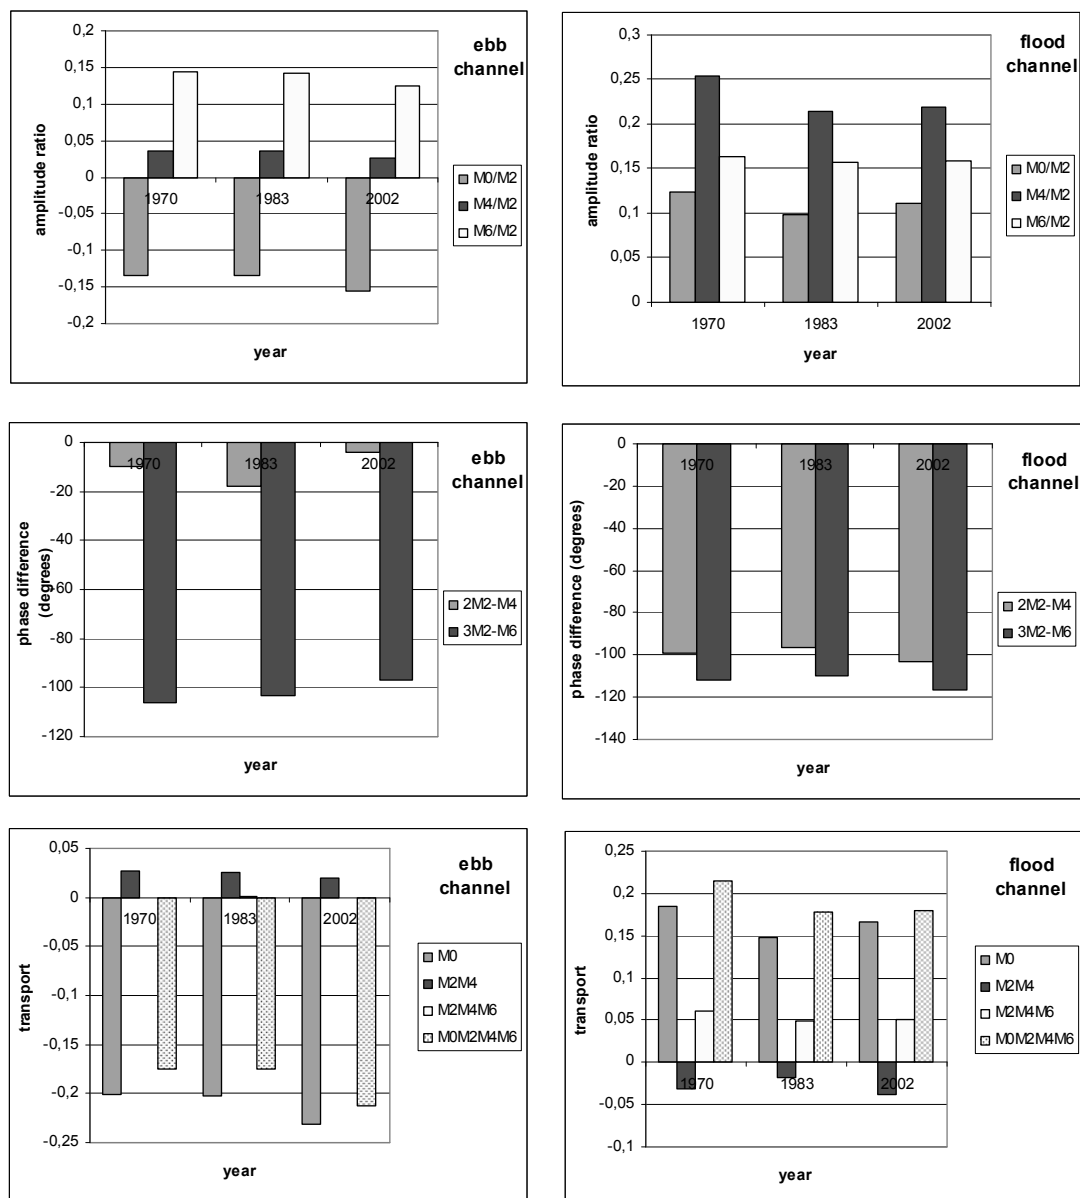 ebb
channel
0,2
0,15
0,1
0,05
0
-0,05
-0,1
-0,15
-0,2
amplitude ratio
1970
1983
2002
year
M0/M2
M4/M2
M6/M2
flood
channel
0,3
0,25
0,2
0,15
0,1
0,05
0
amplitude ratio
1970
1983
2002
year
M0/M2
M4/M2
M6/M2
ebb
channel
0
-20
-40
-60
-80
-100
-120
phase difference
(degrees)
1970
1983
2002
year
2M2-M4
3M2-M6
flood
channel
0
-20
-40
-60
-80
-100
-120
-140
phase difference (degrees)
1970
1983
2002
year
2M2-M4
3M2-M6
ebb
channel
0,05
0
-0,05
-0,1
-0,15
-0,2
-0,25
transport
1970
1983
2002
year
M0
M2M4
M2M4M6
M0M2M4M6
flood
channel
0,25
0,2
0,15
0,1
0,05
0
-0,05
-0,1
transport
1970
1983
2002
year
M0
M2M4
M2M4M6
M0M2M4M6